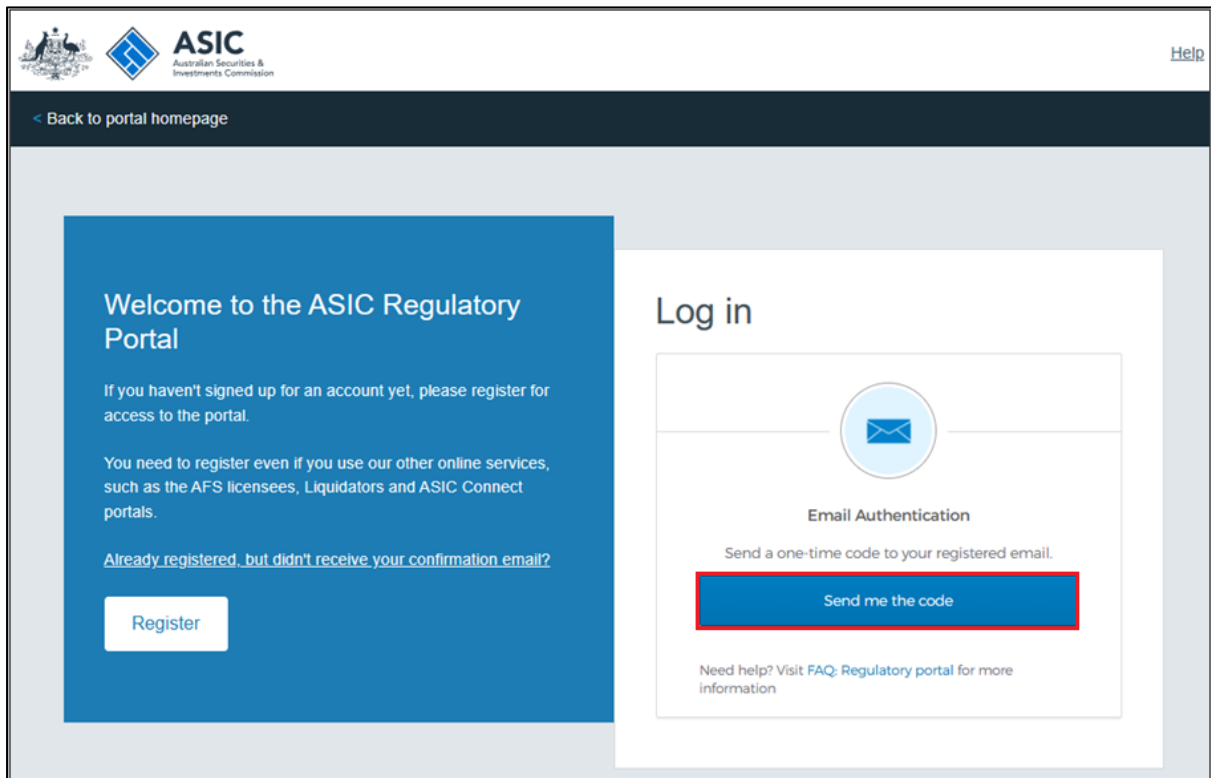 ASIC
Australian Securities &
Investments Commission
Help
< Back to portal homepage
Welcome to the ASIC Regulatory
Portal
If you haven't signed up for an account yet, please register for
access to the portal.
You need to register even if you use our other online services,
such as the AFS licensees, Liquidators and ASIC Connect
portals.
Already registered, but didn't receive your confirmation email?
Register
Log in
Email Authentication
Send a one-time code to your registered email.
Send me the code
Need help? Visit FAQ: Regulatory portal for more
information